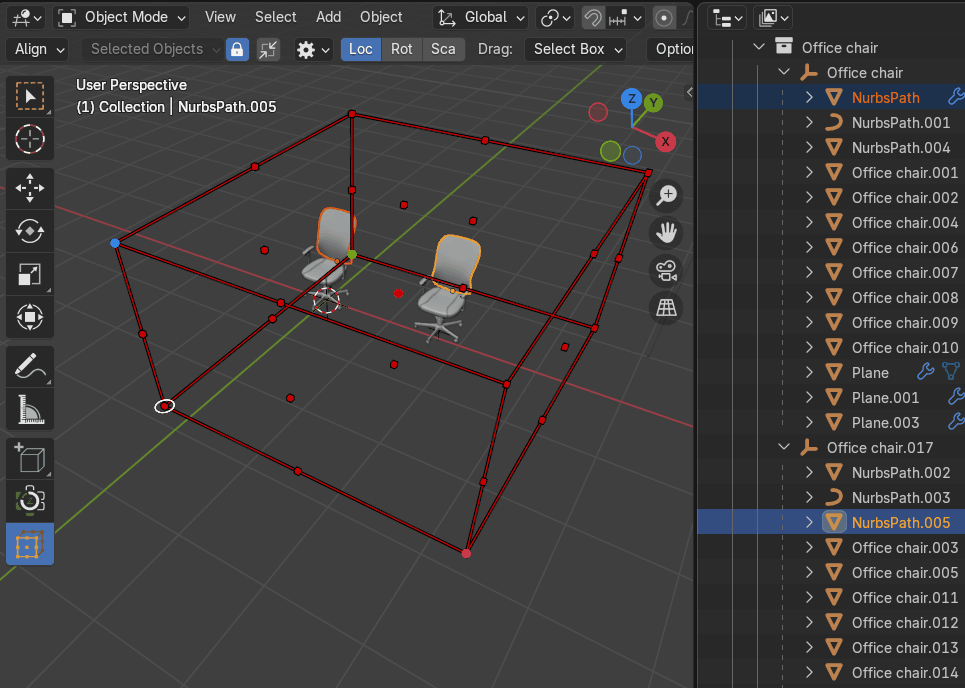 Object Mode View Select Add Object Global
Align Selected Objects Loc Rot Sca Drag: Select Box Option
User Perspective
(1) Collection | NurbsPath.005
Z
Y
X
Office chair
Office chair
NurbsPath
NurbsPath.001
NurbsPath.004
Office chair.001
Office chair.002
Office chair.004
Office chair.006
Office chair.007
Office chair.008
Office chair.009
Office chair.010
Plane
Plane.001
Plane.003
Office chair.017
NurbsPath.002
NurbsPath.003
NurbsPath.005
Office chair.003
Office chair.005
Office chair.011
Office chair.012
Office chair.013
Office chair.014